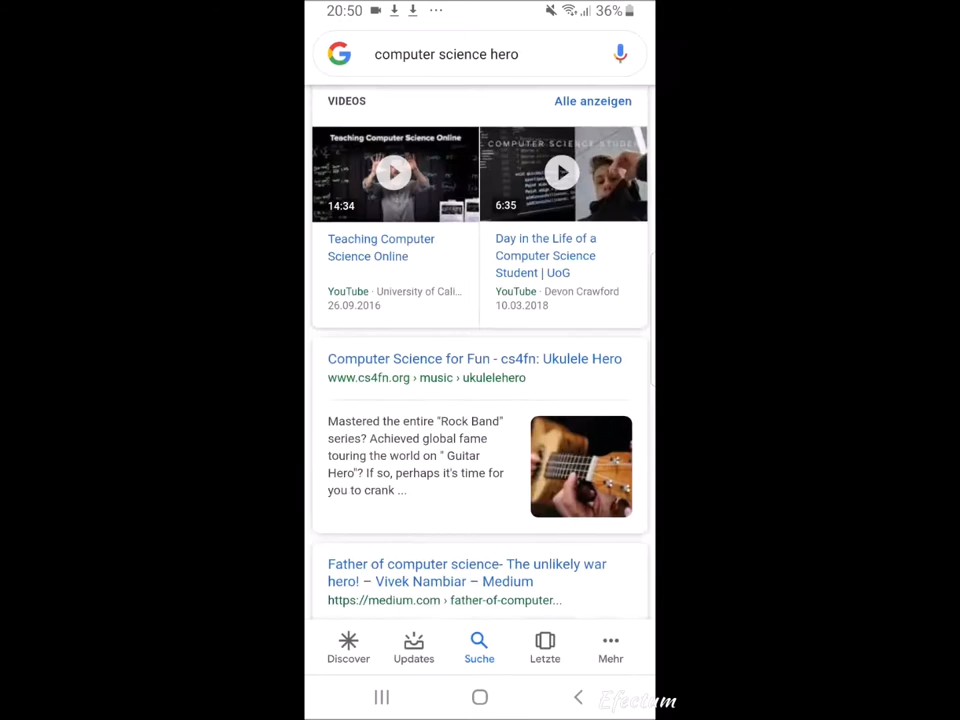 20:50 ... 36%
computer science hero
VIDEOS Alle anzeigen
Teaching Computer Science Online
14:34
COMPUTER SCIENCE STUDE
6:35
Teaching Computer
Science Online
YouTube · University of Cali...
26.09.2016
Day in the Life of a
Computer Science
Student | UoG
YouTube · Devon Crawford
10.03.2018
Computer Science for Fun - cs4fn: Ukulele Hero
www.cs4fn.org › music › ukulelehero
Mastered the entire "Rock Band"
series? Achieved global fame
touring the world on " Guitar
Hero"? If so, perhaps it's time for
you to crank ...
Father of computer science- The unlikely war
hero! – Vivek Nambiar – Medium
https://medium.com › father-of-computer...
Discover Updates Suche Letzte Mehr
Efectum